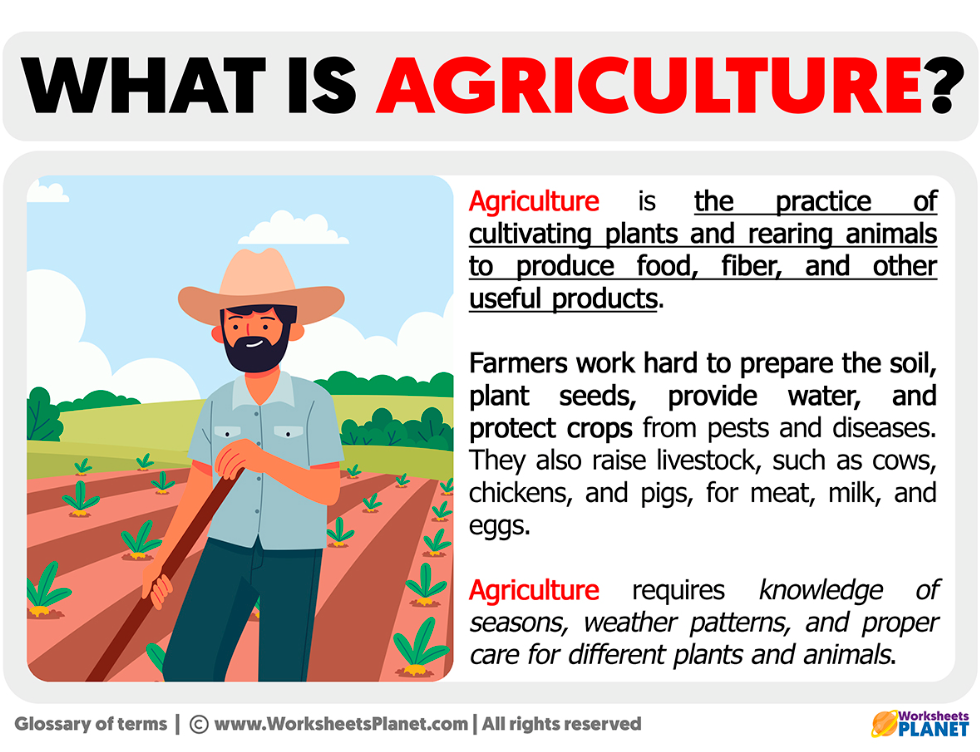 WHAT IS AGRICULTURE?
Agriculture is the practice of
cultivating plants and rearing animals
to produce food, fiber, and other
useful products.
Farmers work hard to prepare the soil,
plant seeds, provide water, and
protect crops from pests and diseases.
They also raise livestock, such as cows,
chickens, and pigs, for meat, milk, and
eggs.
Agriculture requires knowledge of
seasons, weather patterns, and proper
care for different plants and animals.
Glossary of terms | © www.WorksheetsPlanet.com | All rights reserved
Worksheets
PLANET